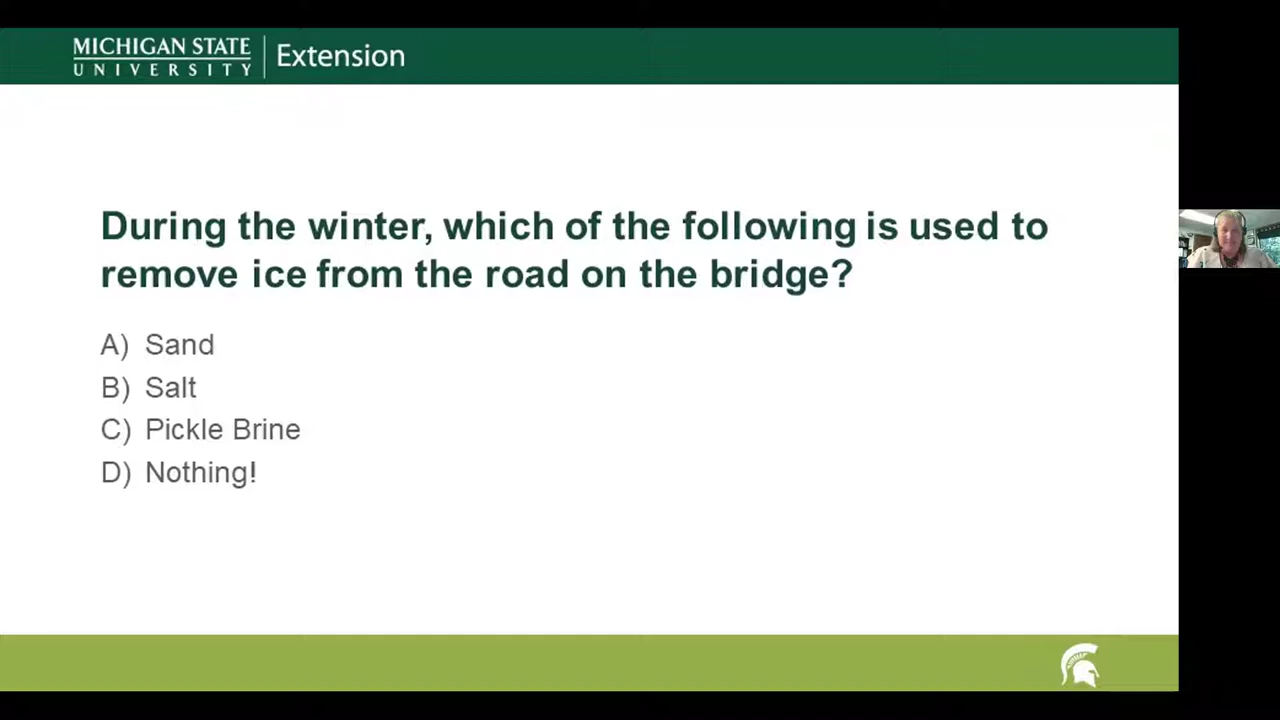 MICHIGAN STATE
UNIVERSITY
Extension
During the winter, which of the following is used to
remove ice from the road on the bridge?
A) Sand
B) Salt
C) Pickle Brine
D) Nothing!